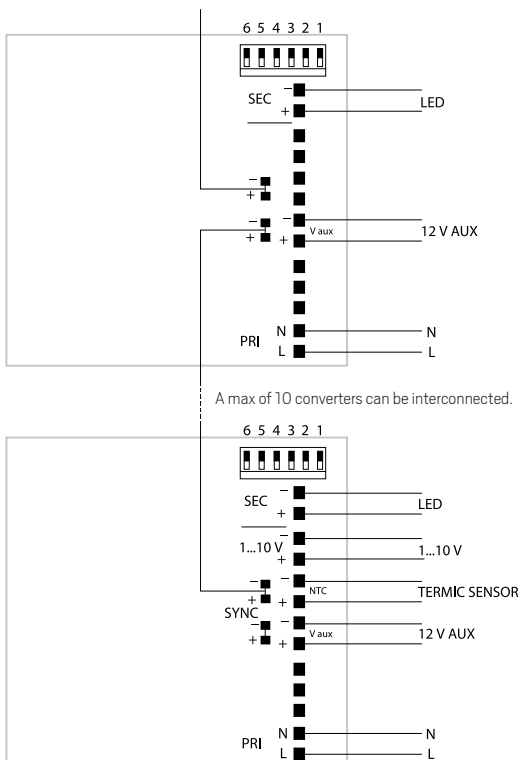 6 5 4 3 2 1
SEC
-
+
LED
-
+
-
+
-
+
V aux
12 V AUX
PRI
N
L
N
L
A max of 10 converters can be interconnected.
6 5 4 3 2 1
SEC
-
+
LED
1...10 V
-
+
1...10 V
-
+
SYNC
-
+
NTC
TERMIC SENSOR
-
+
-
+
V aux
12 V AUX
PRI
N
L
N
L